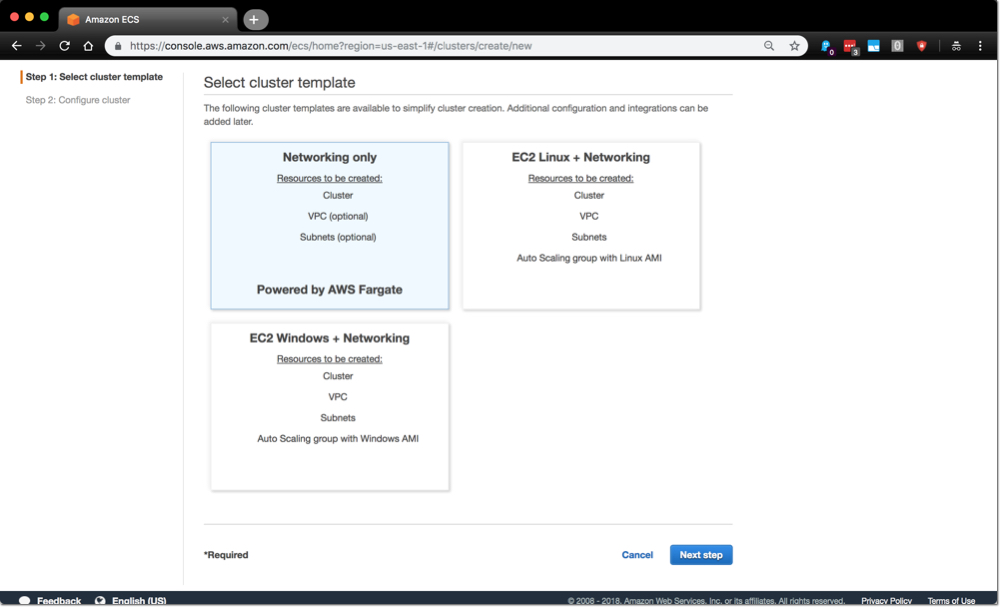 Amazon ECS
https://console.aws.amazon.com/ecs/home?region=us-east-1#/clusters/create/new
0
3
0
Step 1: Select cluster template
Step 2: Configure cluster
Select cluster template
The following cluster templates are available to simplify cluster creation. Additional configuration and integrations can be
added later.
Networking only
Resources to be created:
Cluster
VPC (optional)
Subnets (optional)
Powered by AWS Fargate
EC2 Linux + Networking
Resources to be created:
Cluster
VPC
Subnets
Auto Scaling group with Linux AMI
EC2 Windows + Networking
Resources to be created:
Cluster
VPC
Subnets
Auto Scaling group with Windows AMI
*Required
Cancel
Next step
Feedback
English (US)
© 2008 - 2018, Amazon Web Services, Inc. or its affiliates. All rights reserved.
Privacy Policy
Terms of Use